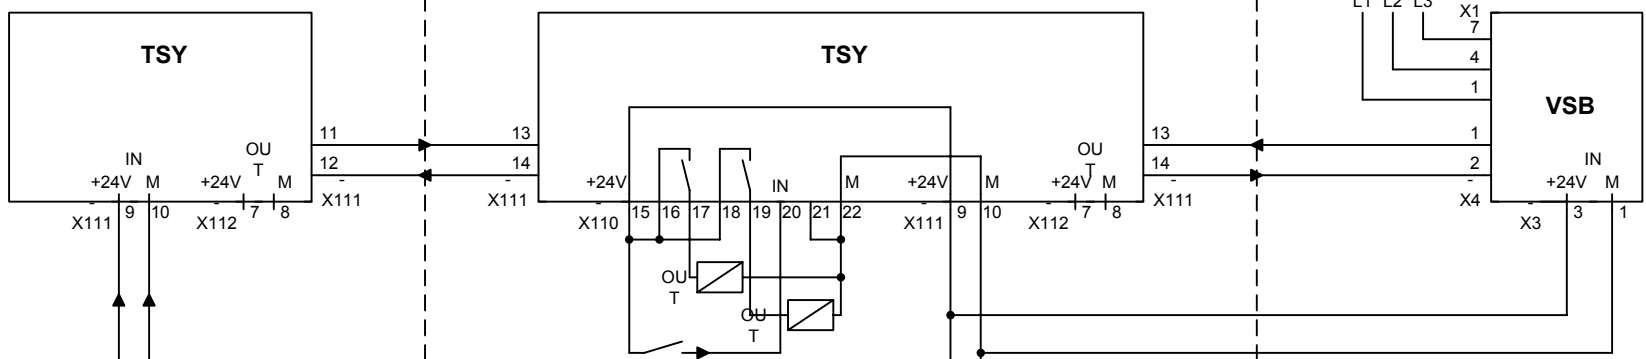 L1 L2 L3
X1
7
4
1
TSY
TSY
VSB
11
12
-
X111
13
14
-
X111
13
14
-
X111
1
2
-
X4
IN
+24V M
OU
T
+24V M
-
X111
9 10
-
X112
7 8
+24V
-
X110
15 16 17 18 19 20 21 22
IN
M
+24V M
-
X111
9 10
OU
T
+24V M
-
X112
7 8
IN
+24V M
-
X3
3 1
OU
T
OU
T